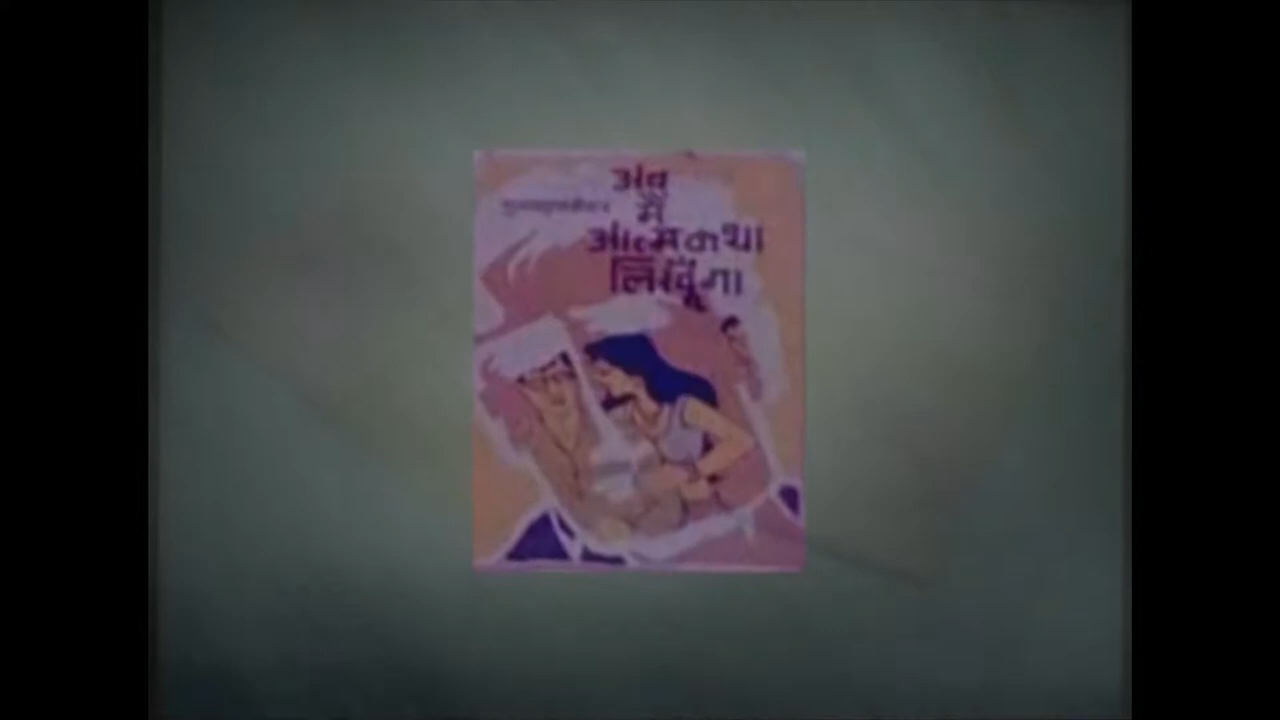 अब
मैं
आत्मकथा
लिखूँगा